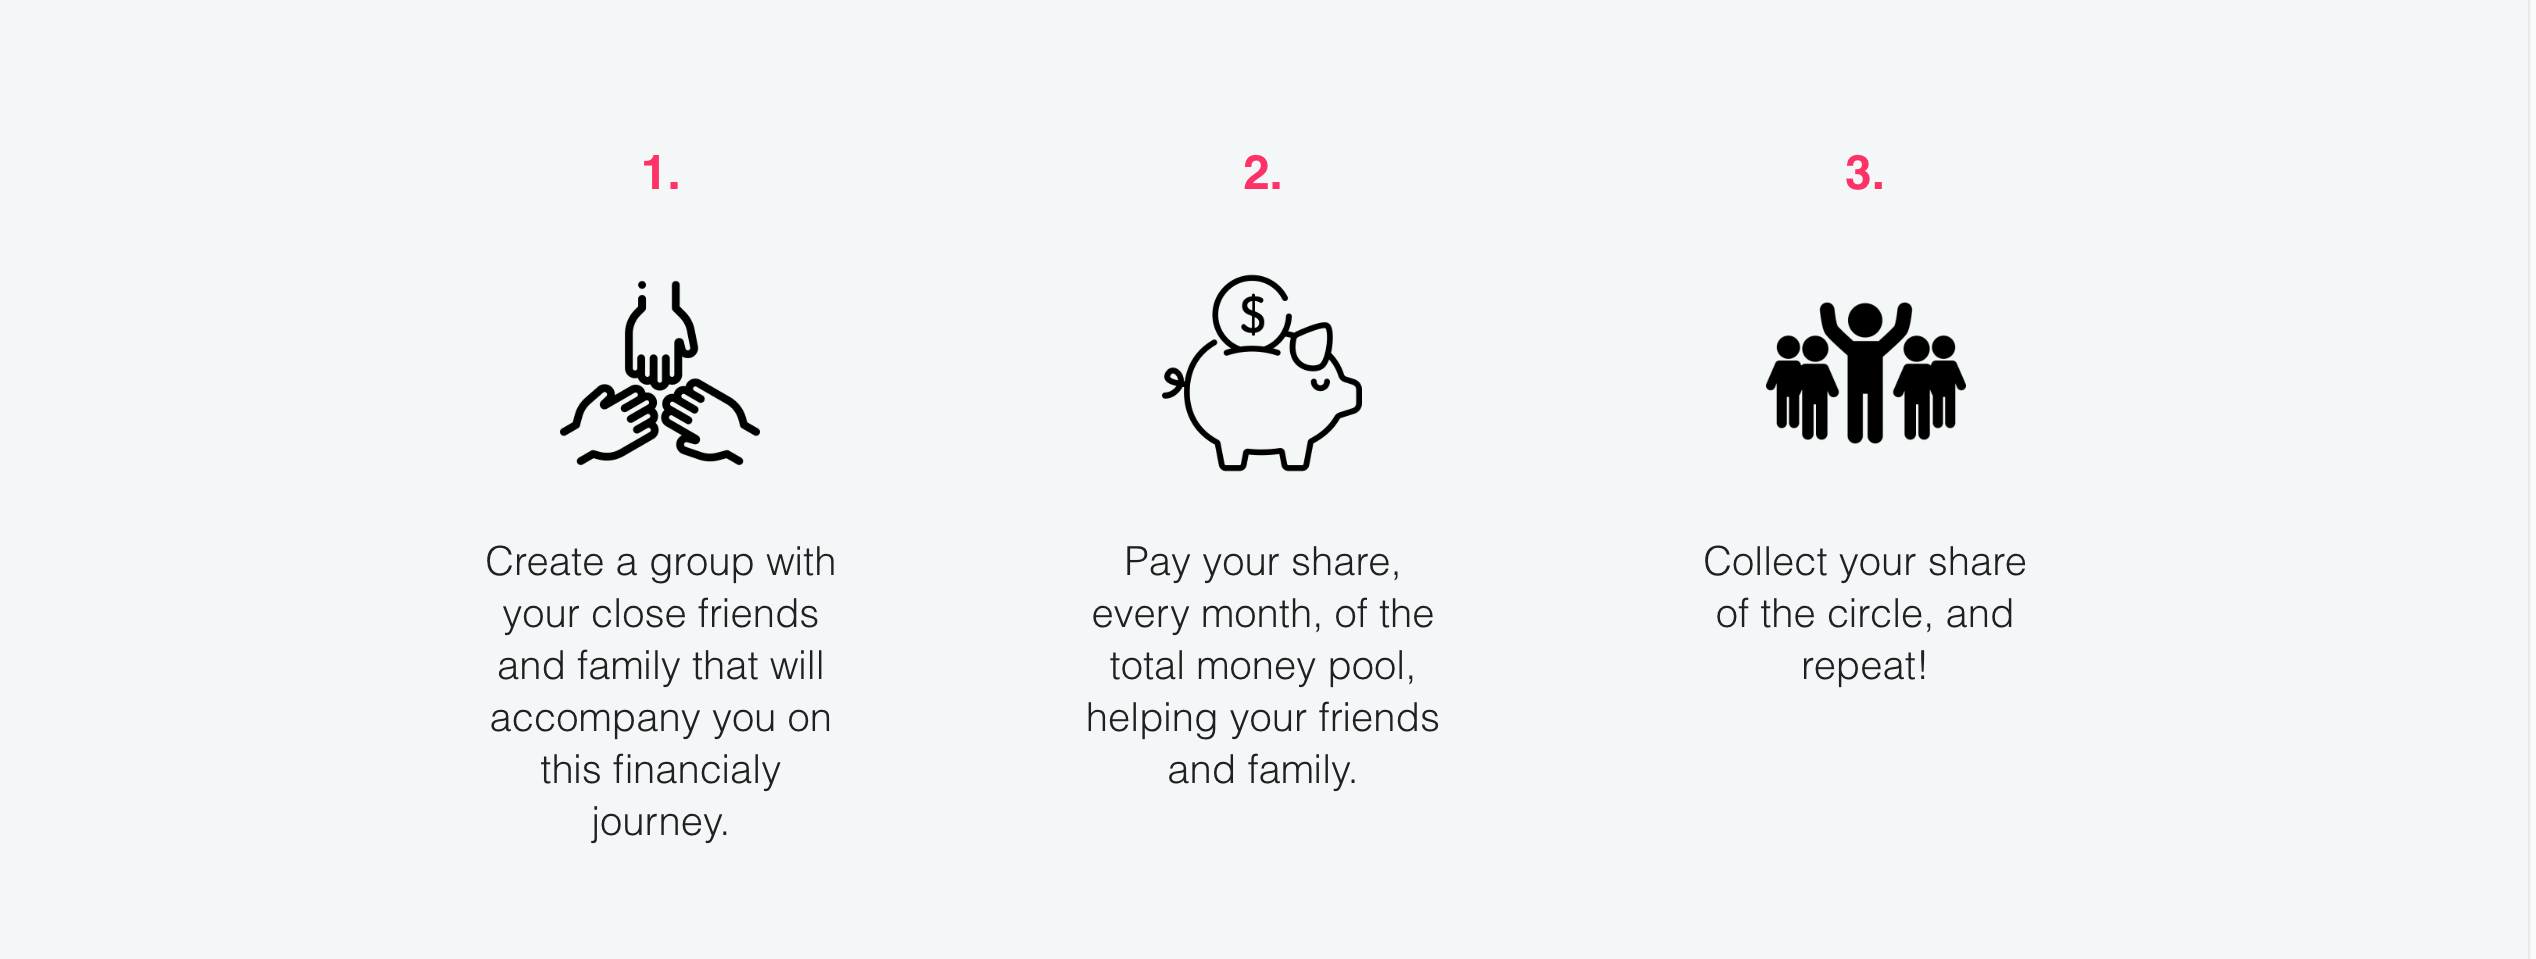 1.
$
Create a group with
your close friends
and family that will
accompany you on
this financialy
journey.
2.
Pay your share,
every month, of the
total money pool,
helping your friends
and family.
3.
Collect your share
of the circle, and
repeat!